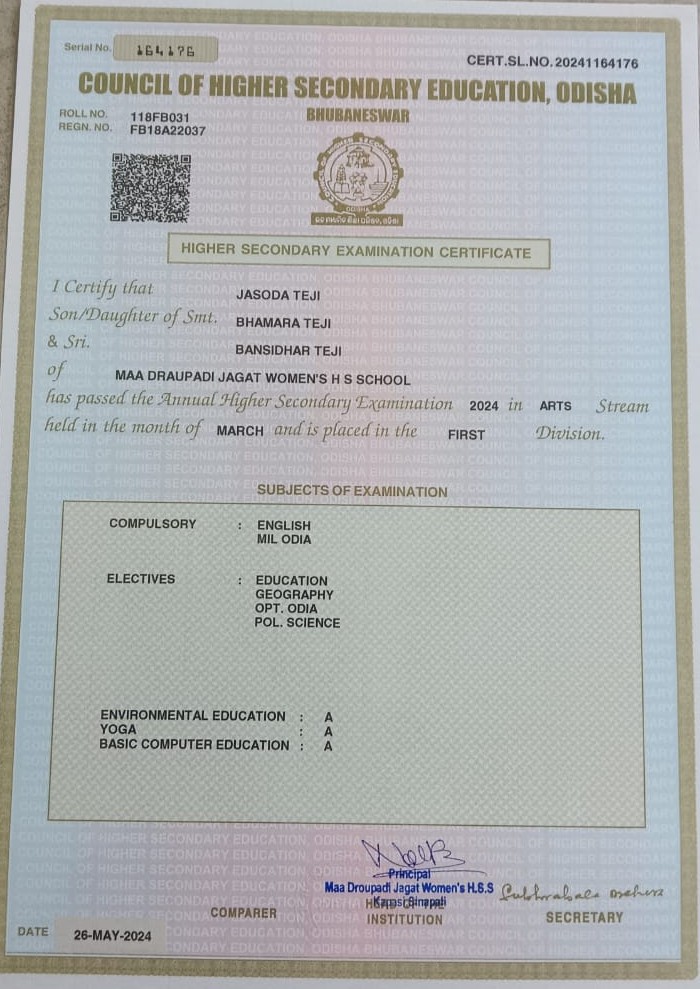 Serial No. 164176
CERT.SL.NO.20241164176
COUNCIL OF HIGHER SECONDARY EDUCATION, ODISHA
BHUBANESWAR
ROLL NO. 118FB031
REGN. NO. FB18A22037
HIGHER SECONDARY EXAMINATION CERTIFICATE
I Certify that JASODA TEJI
Son/Daughter of Smt. BHAMARA TEJI
& Sri. BANSIDHAR TEJI
of MAA DRAUPADI JAGAT WOMEN'S H S SCHOOL
has passed the Annual Higher Secondary Examination 2024 in ARTS Stream
held in the month of MARCH and is placed in the FIRST Division.
SUBJECTS OF EXAMINATION
COMPULSORY : ENGLISH
MIL ODIA
ELECTIVES : EDUCATION
GEOGRAPHY
OPT. ODIA
POL. SCIENCE
ENVIRONMENTAL EDUCATION : A
YOGA : A
BASIC COMPUTER EDUCATION : A
Principal
Maa Droupadi Jagat Women's H.S.S
COMPARER
INSTITUTION
SECRETARY
DATE 26-MAY-2024